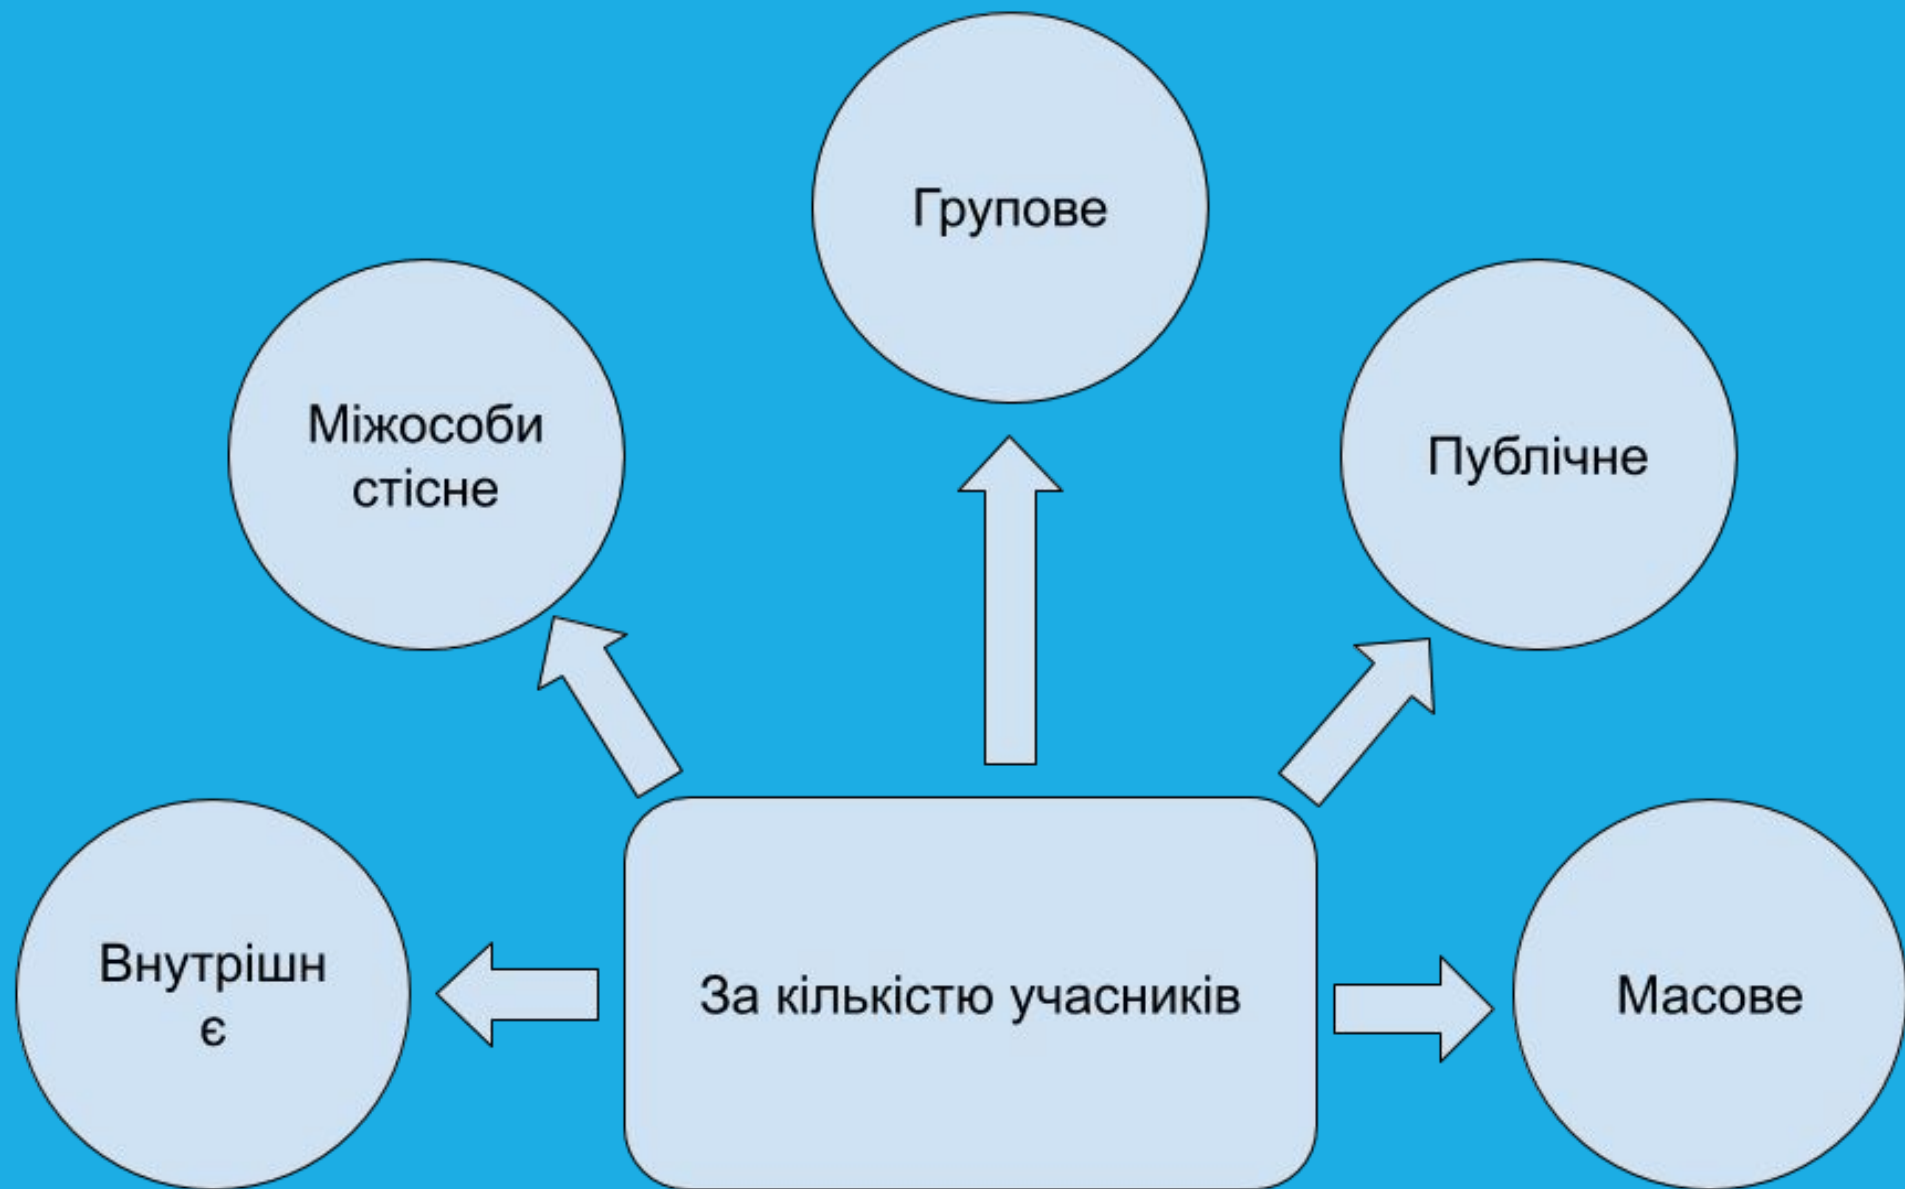 Групове
Міжособи
стісне
Публічне
Внутрішн
є
За кількістю учасників
Масове